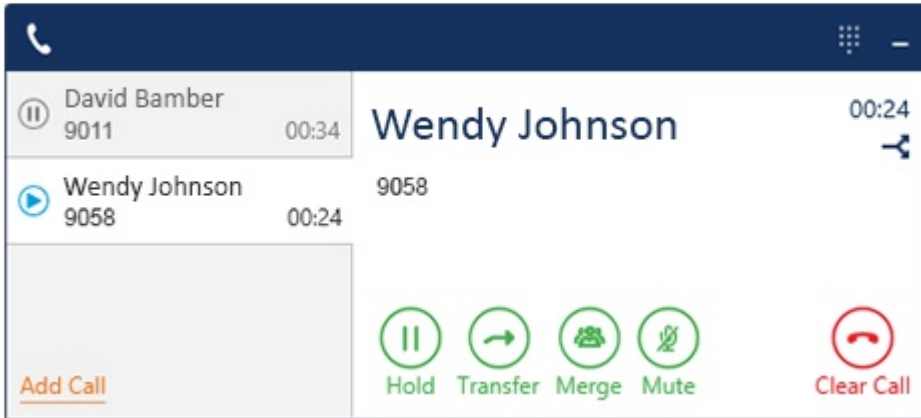 David Bamber
9011 00:34
Wendy Johnson
9058 00:24
Add Call
Wendy Johnson
00:24
9058
Hold Transfer Merge Mute Clear Call